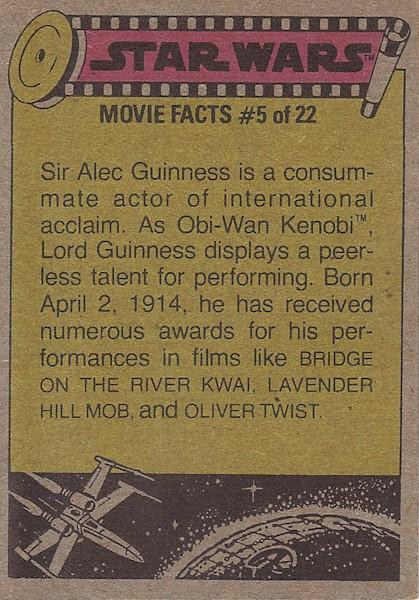 STAR WARS™
MOVIE FACTS #5 of 22
Sir Alec Guinness is a consum-
mate actor of international
acclaim. As Obi-Wan Kenobi™,
Lord Guinness displays a peer-
less talent for performing. Born
April 2, 1914, he has received
numerous awards for his per-
formances in films like BRIDGE
ON THE RIVER KWAI, LAVENDER
HILL MOB, and OLIVER TWIST.